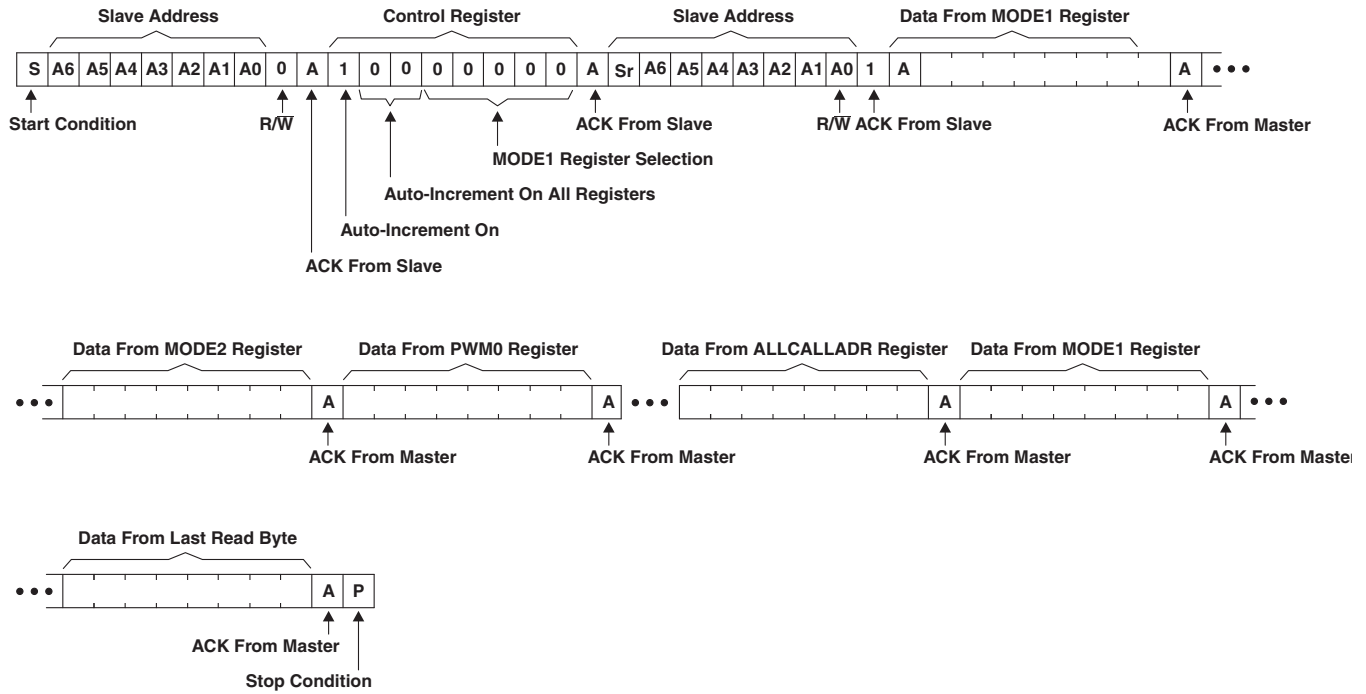 Slave Address Control Register Slave Address Data From MODE1 Register
S A6 A5 A4 A3 A2 A1 A0 0 A 1 0 0 0 0 0 0 0 A Sr A6 A5 A4 A3 A2 A1 A0 1 A A •••
Start Condition R/W̅ ACK From Slave R/W̅ ACK From Slave ACK From Master
MODE1 Register Selection
Auto-Increment On All Registers
Auto-Increment On
ACK From Slave
Data From MODE2 Register Data From PWM0 Register Data From ALLCALLADR Register Data From MODE1 Register
••• A A ••• A A •••
ACK From Master ACK From Master ACK From Master ACK From Master
Data From Last Read Byte
••• A P
ACK From Master
Stop Condition